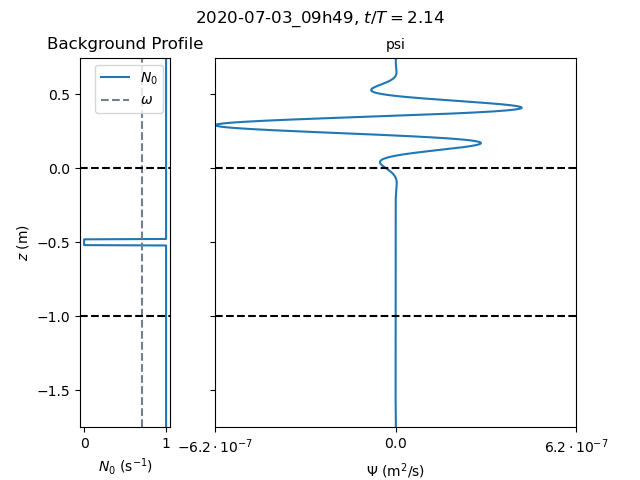 2020-07-03_09h49, t/T = 2.14
Background Profile
psi
N₀
ω
0.5
0.0
−0.5
−1.0
−1.5
z (m)
0
1
−6.2 · 10⁻⁷
0.0
6.2 · 10⁻⁷
N₀ (s⁻¹)
Ψ (m²/s)